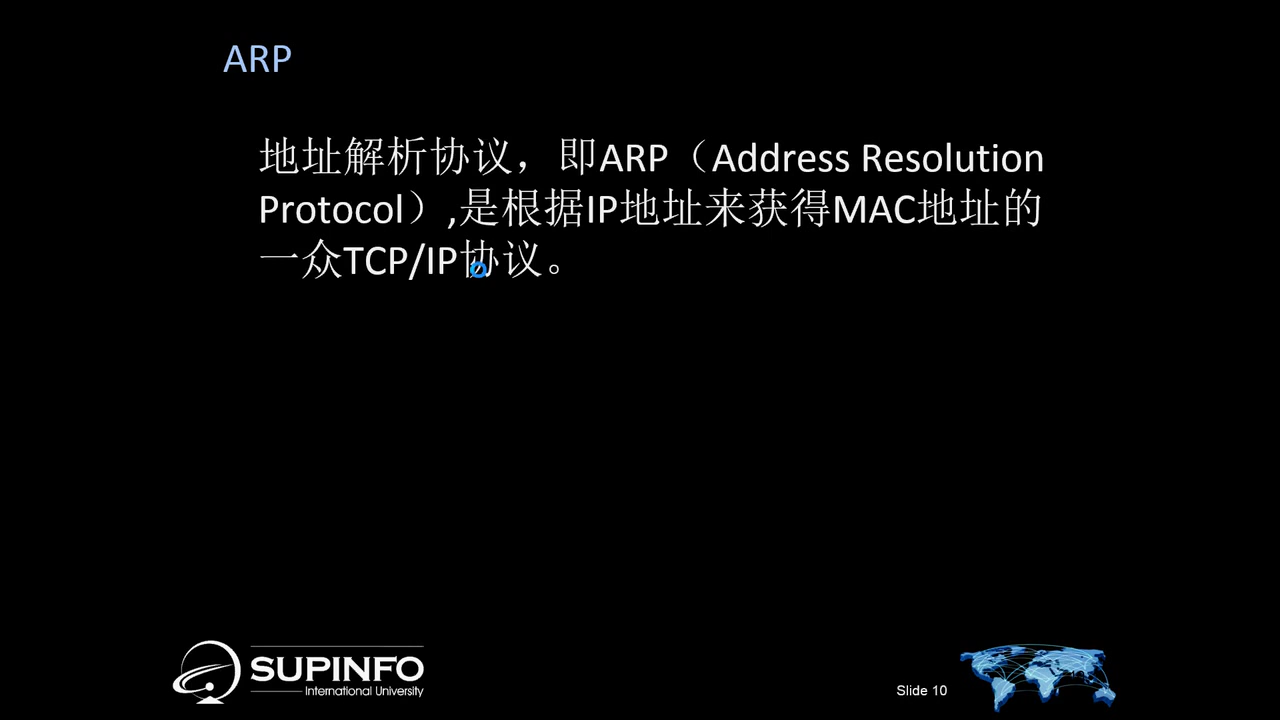 ARP
地址解析协议，即ARP（Address Resolution
Protocol）,是根据IP地址来获得MAC地址的
一众TCP/IP协议。
SUPINFO
International University
Slide 10